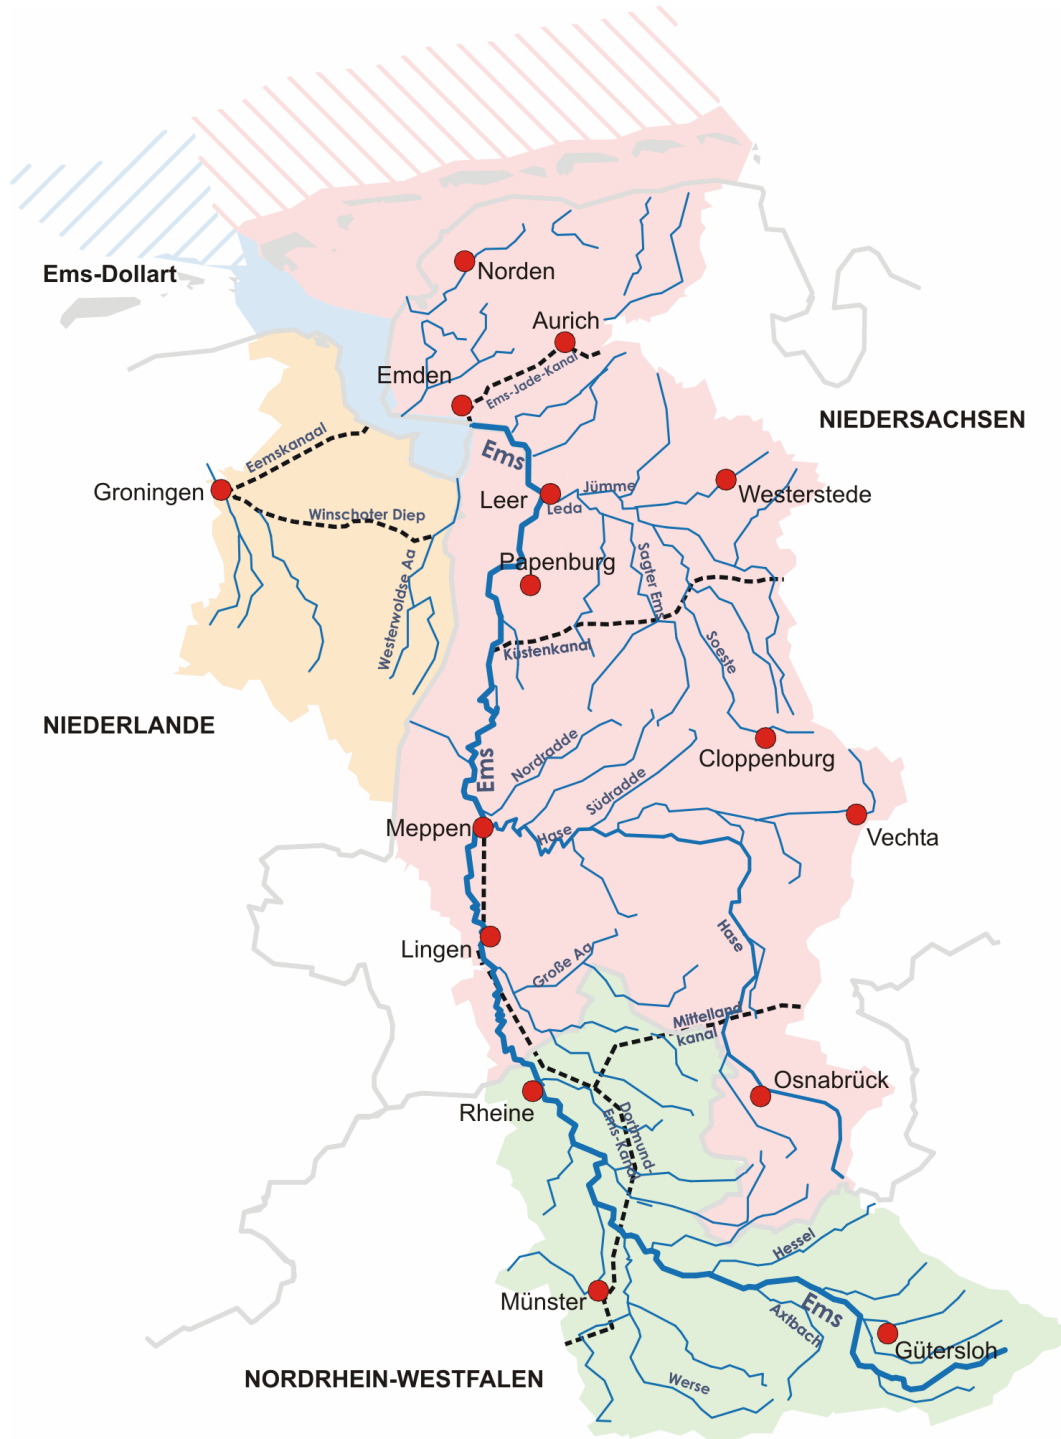 Ems-Dollart
Norden
Aurich
Emden
Ems-Jade-Kanal
NIEDERSACHSEN
Eemskanaal
Ems
Groningen
Leer
Jümme
Leda
Westerstede
Winschoter Diep
Papenburg
Westerwoldse Aa
Sagter Ems
Küstenkanal
Soeste
NIEDERLANDE
Ems
Nordradde
Südradde
Cloppenburg
Meppen
Hase
Vechta
Lingen
Große Aa
Hase
Mittelland
kanal
Osnabrück
Rheine
Dortmund-
Ems-Kanal
Hessel
Münster
Ems
Axtbach
Gütersloh
NORDRHEIN-WESTFALEN
Werse